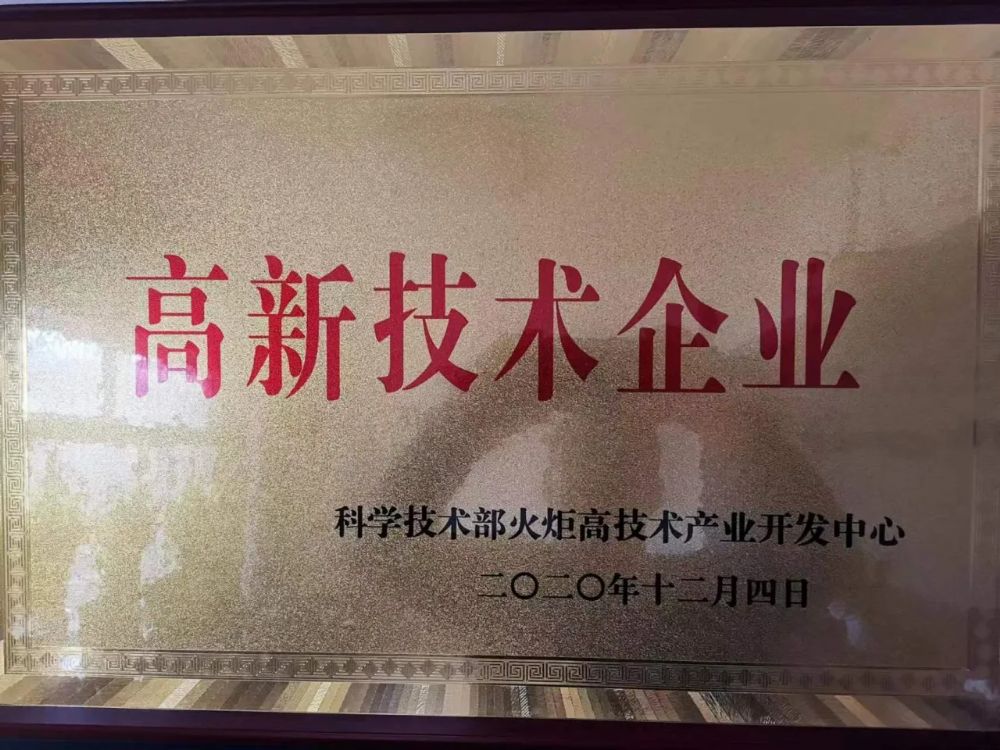 高新技术企业
科学技术部火炬高技术产业开发中心
二〇二〇年十二月四日